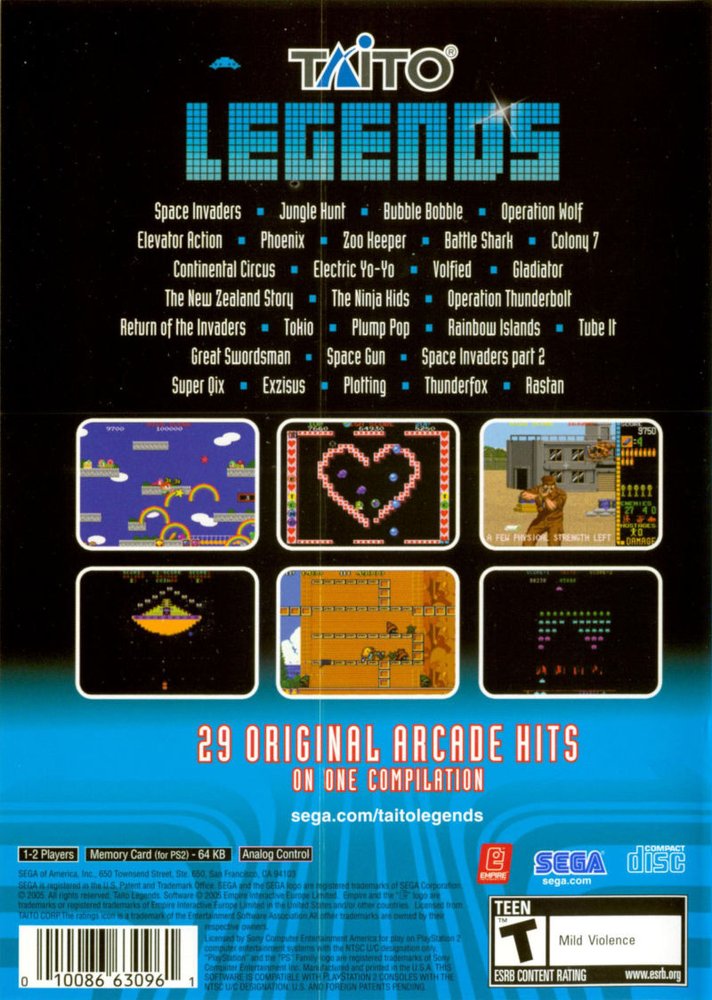 TAITO®
LEGENDS
Space Invaders ▪ Jungle Hunt ▪ Bubble Bobble ▪ Operation Wolf
Elevator Action ▪ Phoenix ▪ Zoo Keeper ▪ Battle Shark ▪ Colony 7
Continental Circus ▪ Electric Yo-Yo ▪ Volfied ▪ Gladiator
The New Zealand Story ▪ The Ninja Kids ▪ Operation Thunderbolt
Return of the Invaders ▪ Tokio ▪ Plump Pop ▪ Rainbow Islands ▪ Tube It
Great Swordsman ▪ Space Gun ▪ Space Invaders part 2
Super Qix ▪ Exzisus ▪ Plotting ▪ Thunderfox ▪ Rastan
9700 100000
7660 64930 5250
9750
ENEMIES
27 40
HOSTAGES
DAMAGE
A FEW PHYSICAL STRENGTH LEFT
29 ORIGINAL ARCADE HITS
ON ONE COMPILATION
sega.com/taitolegends
1-2 Players Memory Card (for PS2) - 64 KB Analog Control
SEGA of America, Inc., 650 Townsend Street, Ste. 650, San Francisco, CA 94103
SEGA is registered in the U.S. Patent and Trademark Office. SEGA and the SEGA logo are registered trademarks of SEGA Corporation.
© 2005. All rights reserved. Taito Legends. Software © 2005 Empire Interactive Europe Limited. Empire and the "E" logo are
trademarks or registered trademarks of Empire Interactive Europe Limited in the United States and/or other countries. Licensed from
TAITO CORP. The ratings icon is a trademark of the Entertainment Software Association. All other trademarks are owned by their
respective owners.
Licensed by Sony Computer Entertainment America for play on PlayStation 2
computer entertainment systems with the NTSC U/C designation only.
"PlayStation" and the "PS" Family logo are registered trademarks of Sony
Computer Entertainment Inc. Manufactured and printed in the U.S.A. THIS
SOFTWARE IS COMPATIBLE WITH PLAYSTATION 2 CONSOLES WITH THE
NTSC U/C DESIGNATION. U.S. AND FOREIGN PATENTS PENDING.
0 10086 63096 1
EMPIRE
SEGA
sega.com
COMPACT
disc
TEEN
T
TM
Mild Violence
ESRB CONTENT RATING www.esrb.org